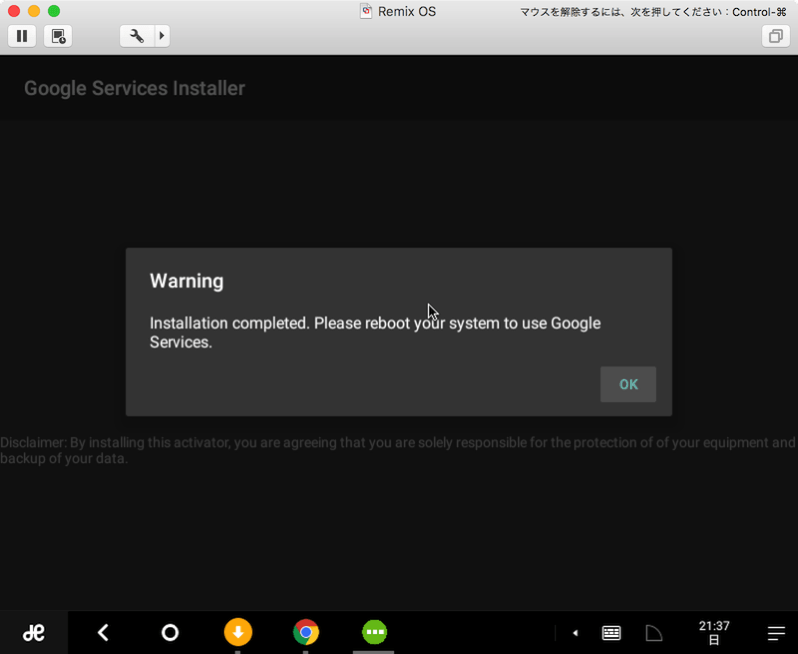 Remix OS
マウスを解除するには、次を押してください：Control-⌘
Google Services Installer
Warning
Installation completed. Please reboot your system to use Google
Services.
OK
Disclaimer: By installing this activator, you are agreeing that you are solely responsible for the protection of of your equipment and
backup of your data.
21:37
日